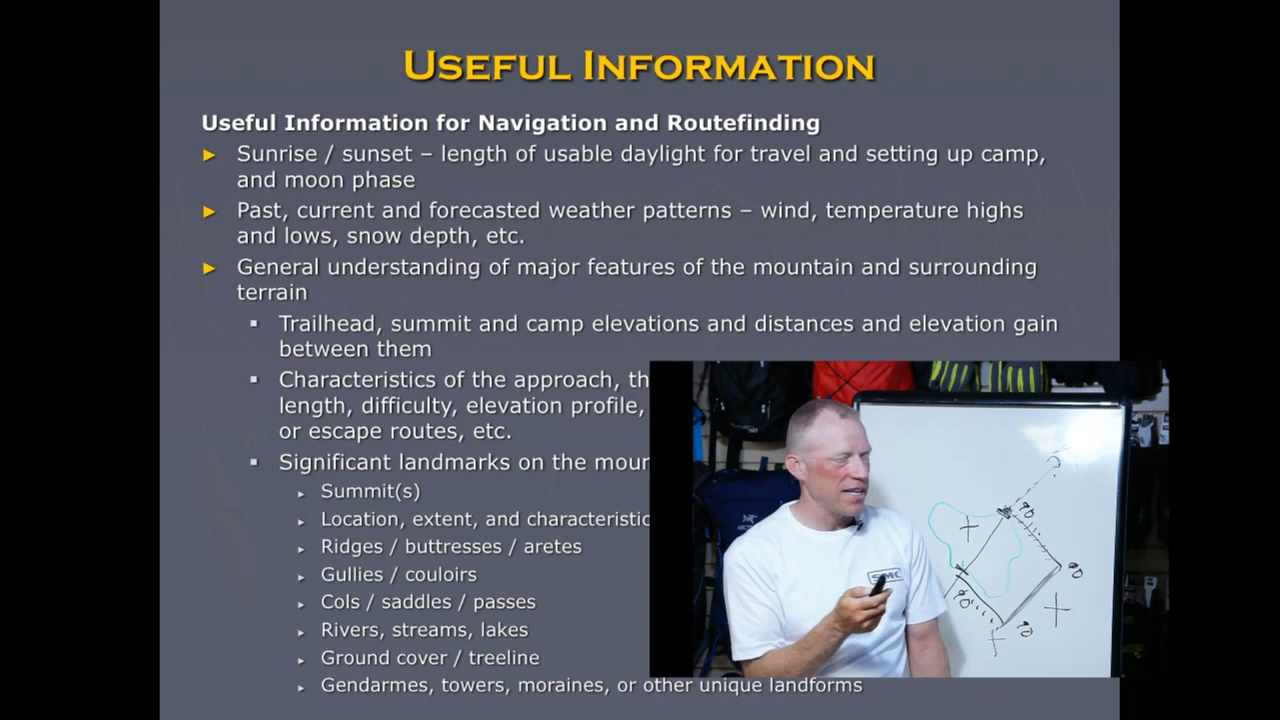 USEFUL INFORMATION
Useful Information for Navigation and Routefinding
► Sunrise / sunset – length of usable daylight for travel and setting up camp,
and moon phase
► Past, current and forecasted weather patterns – wind, temperature highs
and lows, snow depth, etc.
► General understanding of major features of the mountain and surrounding
terrain
▪ Trailhead, summit and camp elevations and distances and elevation gain
between them
▪ Characteristics of the approach, th
length, difficulty, elevation profile,
or escape routes, etc.
▪ Significant landmarks on the moun
▸ Summit(s)
▸ Location, extent, and characteristic
▸ Ridges / buttresses / aretes
▸ Gullies / couloirs
▸ Cols / saddles / passes
▸ Rivers, streams, lakes
▸ Ground cover / treeline
▸ Gendarmes, towers, moraines, or other unique landforms
SMC
90
90
90
90